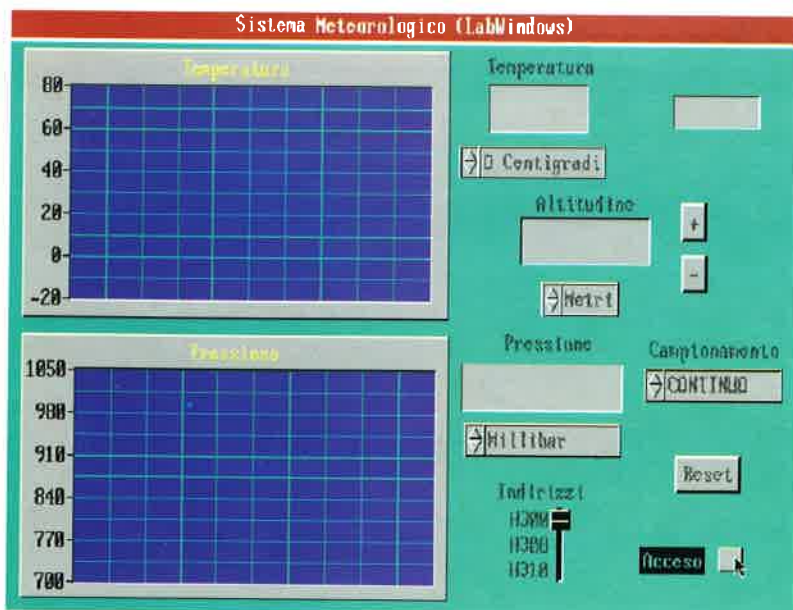 Sistema Meteorologico (LabWindows)
Temperatura
80
60
40
20
0
-20
Temperatura
Centigradi
Altitudine
+
-
Metri
Pressione
1050
980
910
840
770
700
Pressione
Millibar
Campionamento
CONTINUO
Reset
Indirizzi
H300
H308
H310
Acceso